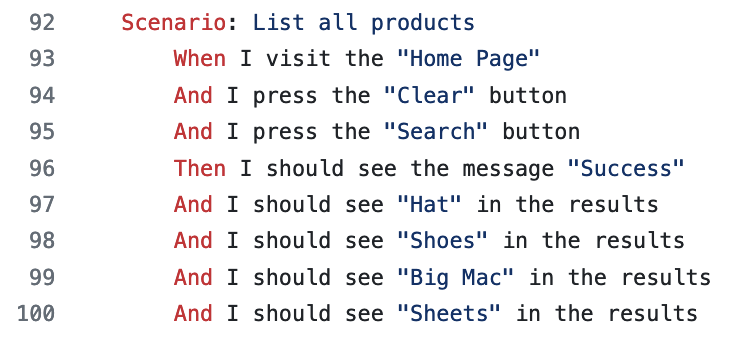 92 Scenario: List all products
93 When I visit the "Home Page"
94 And I press the "Clear" button
95 And I press the "Search" button
96 Then I should see the message "Success"
97 And I should see "Hat" in the results
98 And I should see "Shoes" in the results
99 And I should see "Big Mac" in the results
100 And I should see "Sheets" in the results